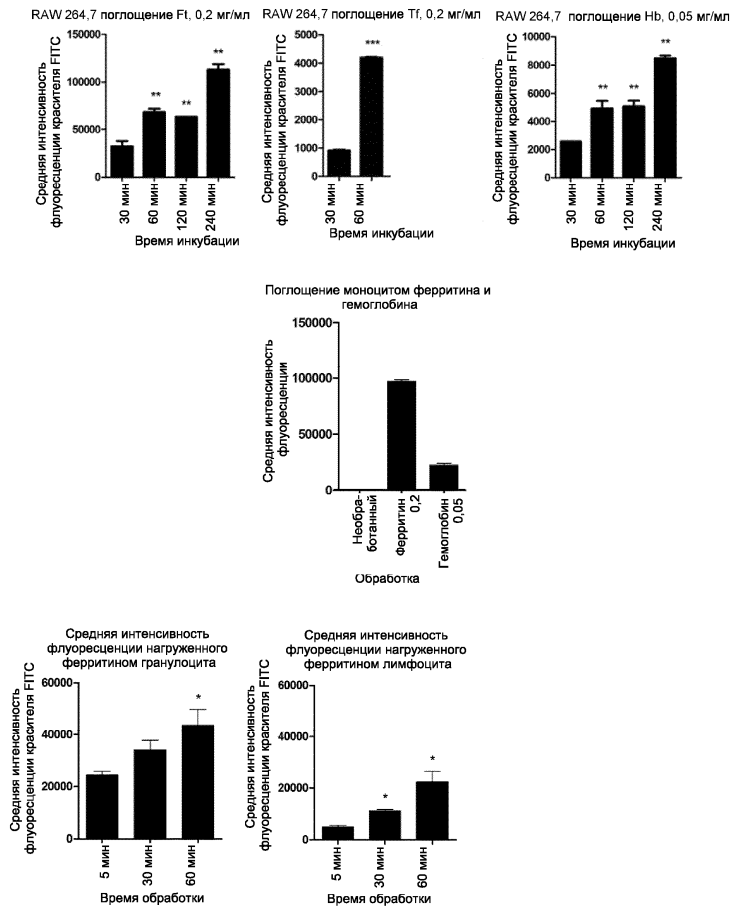 RAW 264,7 поглощение Ft, 0,2 мг/мл
Средняя интенсивность
флуоресценции красителя FITC
150000
100000
50000
0
**
**
**
30 мин
60 мин
120 мин
240 мин
Время инкубации
RAW 264,7 поглощение Tf, 0,2 мг/мл
Средняя интенсивность
флуоресценции красителя FITC
5000
4000
3000
2000
1000
0
***
30 мин
60 мин
Время инкубации
RAW 264,7 поглощение Hb, 0,05 мг/мл
Средняя интенсивность
флуоресценции красителя FITC
10000
8000
6000
4000
2000
0
**
**
**
30 мин
60 мин
120 мин
240 мин
Время инкубации
Поглощение моноцитом ферритина и
гемоглобина
Средняя интенсивность
флуоресценции
150000
100000
50000
0
Необра-
ботанный
Ферритин
0,2
Гемоглобин
0,05
Обработка
Средняя интенсивность
флуоресценции нагруженного
ферритином гранулоцита
Средняя интенсивность
флуоресценции красителя FITC
60000
40000
20000
0
*
5 мин
30 мин
60 мин
Время обработки
Средняя интенсивность
флуоресценции нагруженного
ферритином лимфоцита
Средняя интенсивность
флуоресценции красителя FITC
60000
40000
20000
0
*
*
5 мин
30 мин
60 мин
Время обработки